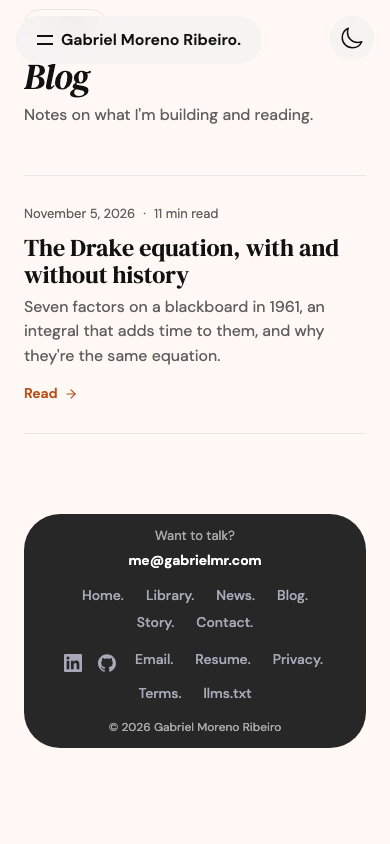 Gabriel Moreno Ribeiro.
Blog
Notes on what I'm building and reading.
November 5, 2026 · 11 min read
The Drake equation, with and
without history
Seven factors on a blackboard in 1961, an
integral that adds time to them, and why
they're the same equation.
Read →
Want to talk?
me@gabrielmr.com
Home. Library. News. Blog.
Story. Contact.
Email. Resume. Privacy.
Terms. llms.txt
© 2026 Gabriel Moreno Ribeiro